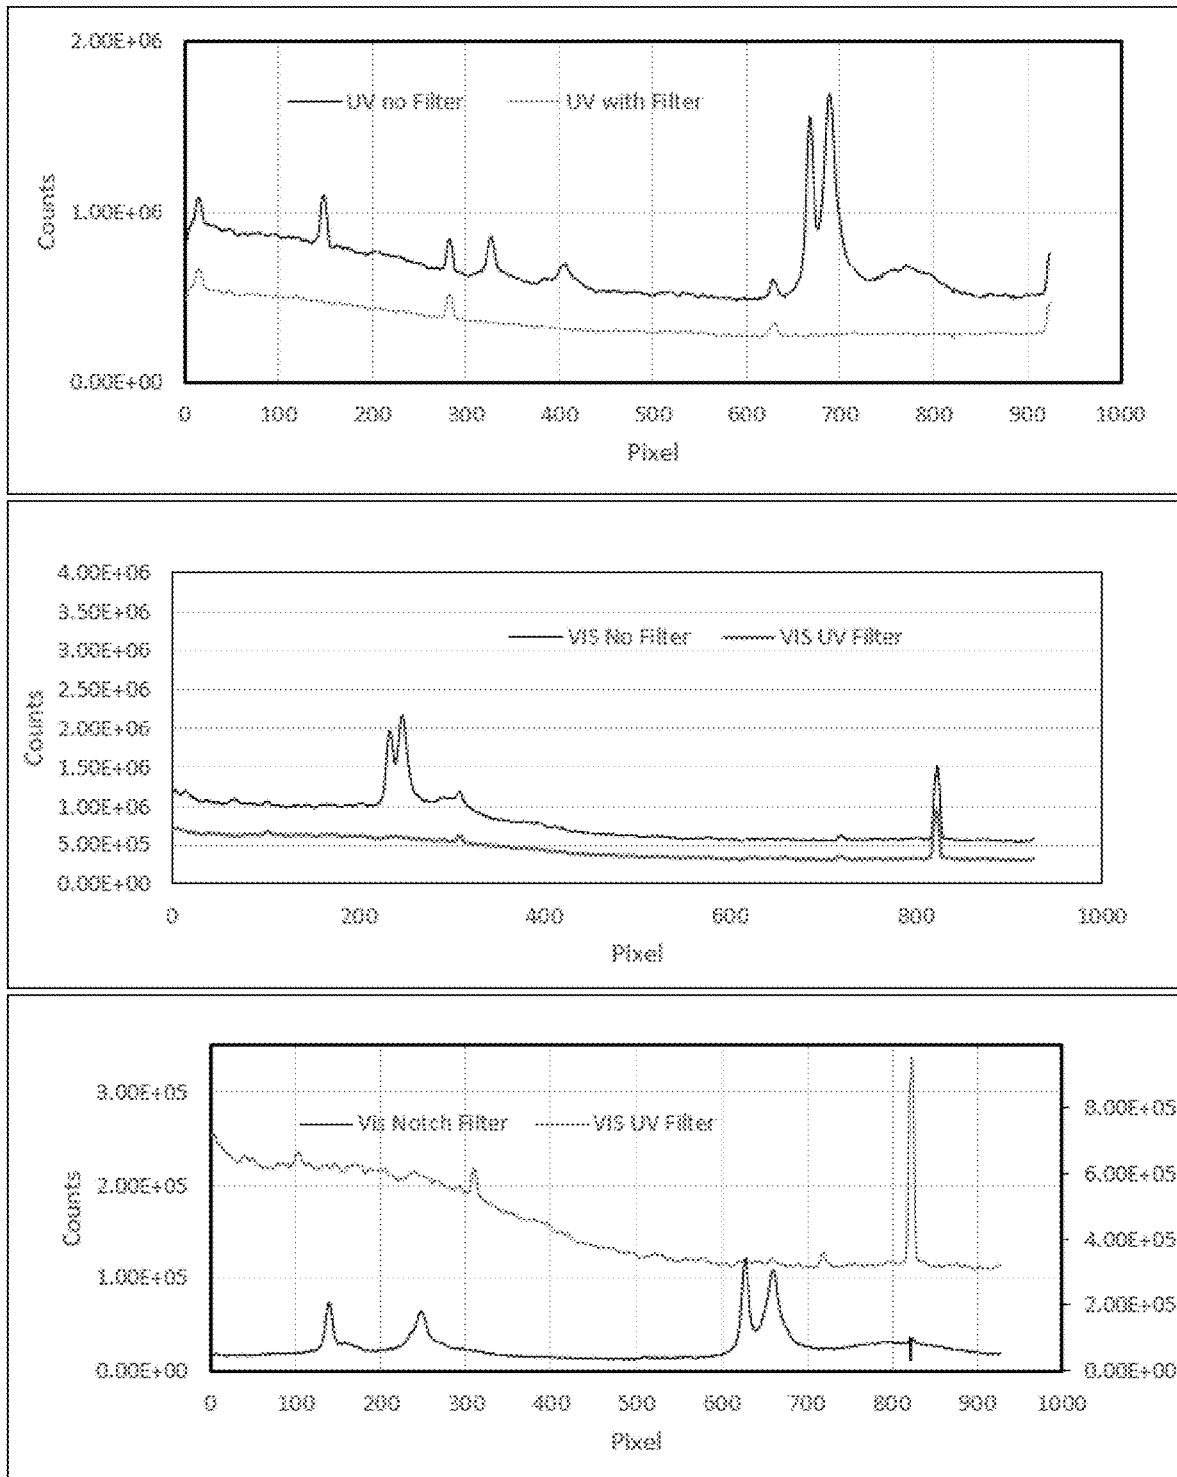 2.00E+06
UV no Filter UV with Filter
Counts
1.00E+06
0.00E+00
0 100 200 300 400 500 600 700 800 900 1000
Pixel
4.00E+06
3.50E+06
VIS No Filter VIS UV Filter
3.00E+06
2.50E+06
Counts
2.00E+06
1.50E+06
1.00E+06
5.00E+05
0.00E+00
0 200 400 600 800 1000
Pixel
3.00E+05
8.00E+05
Vis Notch Filter VIS UV Filter
Counts
2.00E+05
6.00E+05
4.00E+05
1.00E+05
2.00E+05
0.00E+00
0.00E+00
0 100 200 300 400 500 600 700 800 900 1000
Pixel